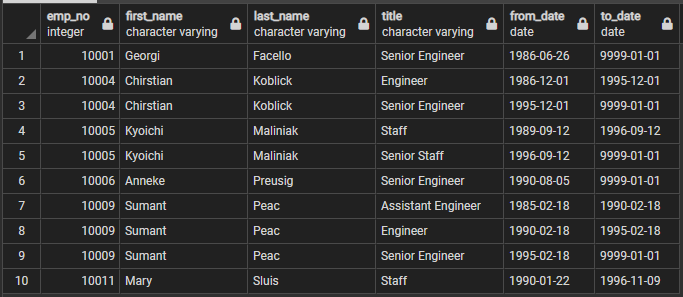 emp_no first_name last_name title from_date to_date
integer character varying character varying character varying date date
1 10001 Georgi Facello Senior Engineer 1986-06-26 9999-01-01
2 10004 Chirstian Koblick Engineer 1986-12-01 1995-12-01
3 10004 Chirstian Koblick Senior Engineer 1995-12-01 9999-01-01
4 10005 Kyoichi Maliniak Staff 1989-09-12 1996-09-12
5 10005 Kyoichi Maliniak Senior Staff 1996-09-12 9999-01-01
6 10006 Anneke Preusig Senior Engineer 1990-08-05 9999-01-01
7 10009 Sumant Peac Assistant Engineer 1985-02-18 1990-02-18
8 10009 Sumant Peac Engineer 1990-02-18 1995-02-18
9 10009 Sumant Peac Senior Engineer 1995-02-18 9999-01-01
10 10011 Mary Sluis Staff 1990-01-22 1996-11-09